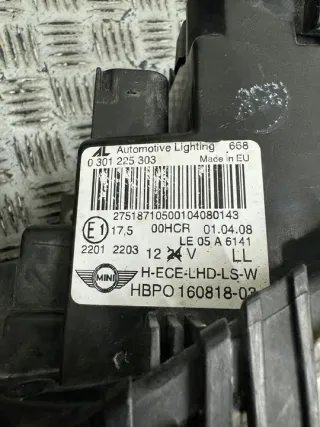 AL Automotive Lighting 668
0 301 225 303 Made in EU
27518710500104080143
E1 17,5 00HCR 01.04.08
LE 05 A 6141
2201 2203 12 24 V LL
MINI H-ECE-LHD-LS-W
HBPO 160818-03